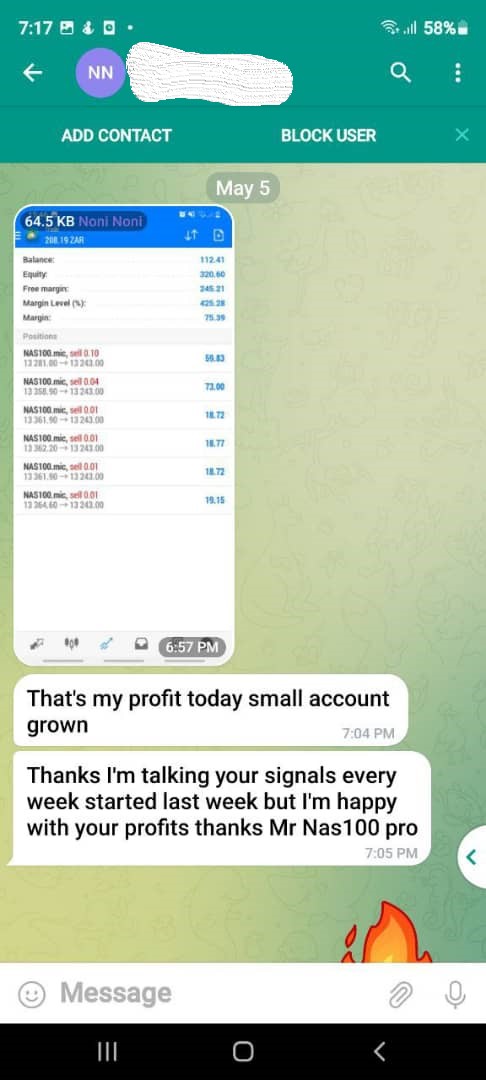 7:17 58%
NN
ADD CONTACT BLOCK USER
May 5
64.5 KB Noni Noni
208.19 ZAR
Balance: 112.41
Equity: 320.60
Free margin: 245.21
Margin Level (%): 425.28
Margin: 75.39
Positions
NAS100.mic, sell 0.10
13 281.00 → 13 243.00 59.83
NAS100.mic, sell 0.04
13 358.90 → 13 243.00 73.00
NAS100.mic, sell 0.01
13 361.90 → 13 243.00 18.72
NAS100.mic, sell 0.01
13 362.20 → 13 243.00 18.77
NAS100.mic, sell 0.01
13 361.90 → 13 243.00 18.72
NAS100.mic, sell 0.01
13 364.60 → 13 243.00 19.15
6:57 PM
That's my profit today small account
grown
7:04 PM
Thanks I'm talking your signals every
week started last week but I'm happy
with your profits thanks Mr Nas100 pro
7:05 PM
Message